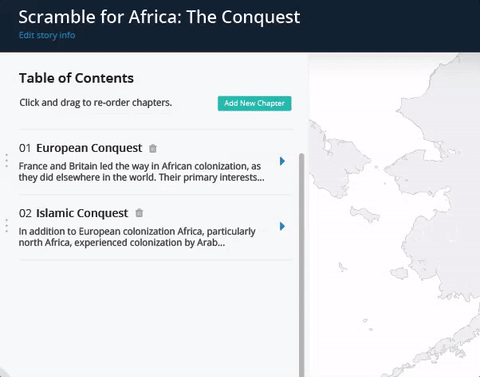 Scramble for Africa: The Conquest
Edit story info
Table of Contents
Click and drag to re-order chapters.
Add New Chapter
01 European Conquest
France and Britain led the way in African colonization, as
they did elsewhere in the world. Their primary interests...
02 Islamic Conquest
In addition to European colonization Africa, particularly
north Africa, experienced colonization by Arab...